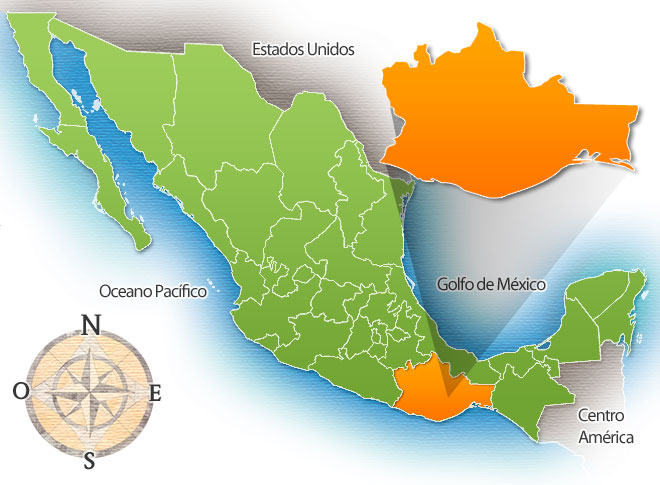 Estados Unidos
Golfo de México
Oceano Pacífico
N
O
E
S
Centro
América